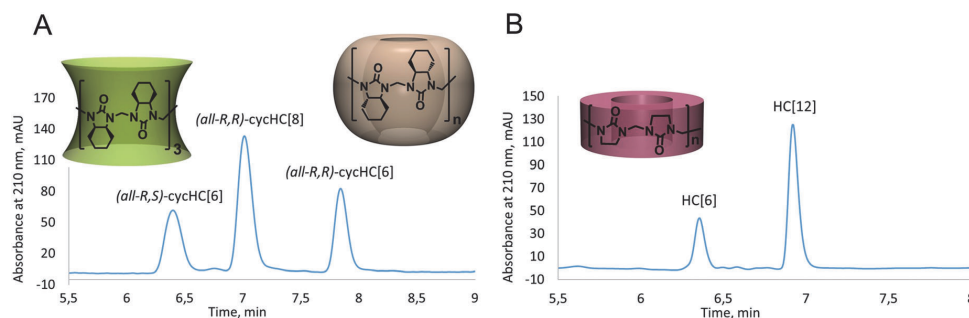 A
Absorbance at 210 nm, mAU
170
140
110
80
50
20
-10
5,5
6
6,5
7
7,5
8
8,5
9
Time, min
(all-R,S)-cycHC[6]
(all-R,R)-cycHC[8]
(all-R,R)-cycHC[6]
O
N
N
N
N
O
3
O
N
N
N
N
O
n
B
Absorbance at 210 nm, mAU
150
130
110
90
70
50
30
10
-10
5,5
6
6,5
7
7,5
8
Time, min
HC[6]
HC[12]
O
N
N
N
N
O
n